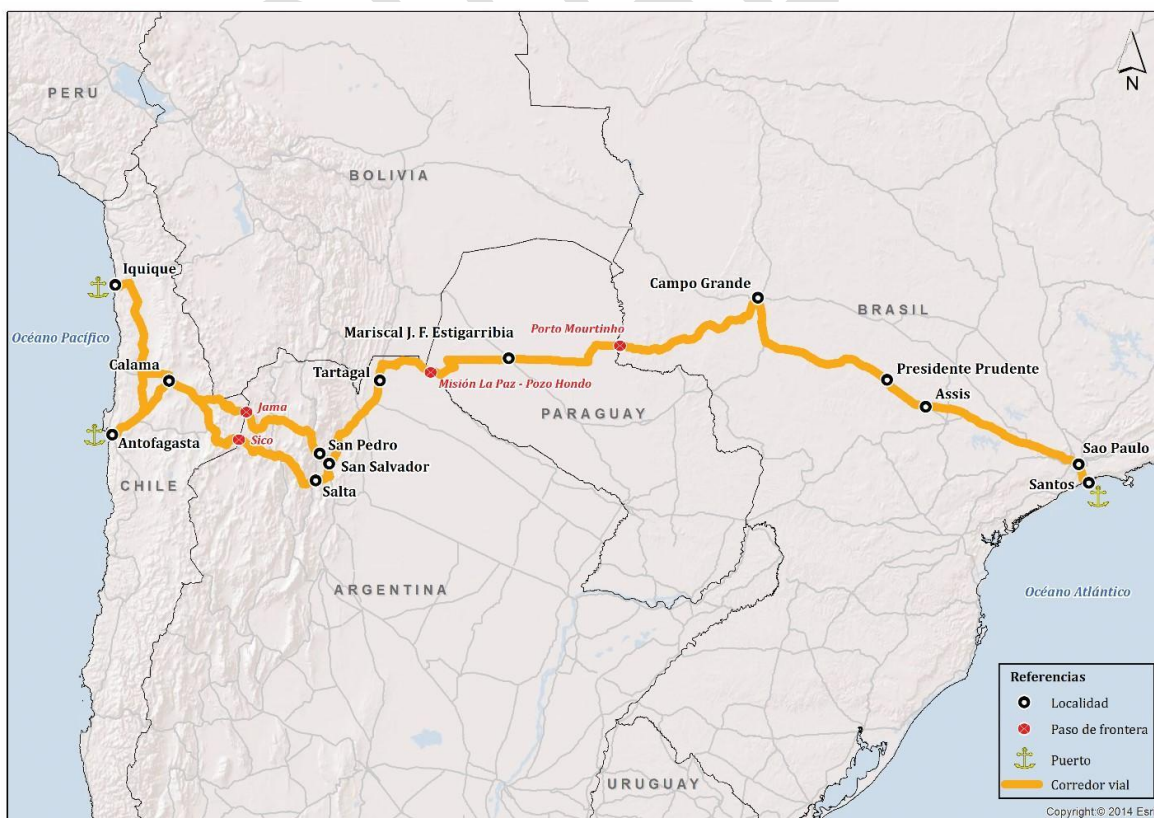 N
PERU
BOLIVIA
Iquique
Campo Grande
BRASIL
Océano Pacífico
Mariscal J. F. Estigarribia
Porto Mourtinho
Calama
Tartagal
Misión La Paz - Pozo Hondo
Presidente Prudente
Assis
Jama
PARAGUAY
Antofagasta
Sico
San Pedro
San Salvador
Sao Paulo
CHILE
Salta
Santos
ARGENTINA
Océano Atlántico
URUGUAY
Referencias
Localidad
Paso de frontera
Puerto
Corredor vial
Copyright:© 2014 Esri